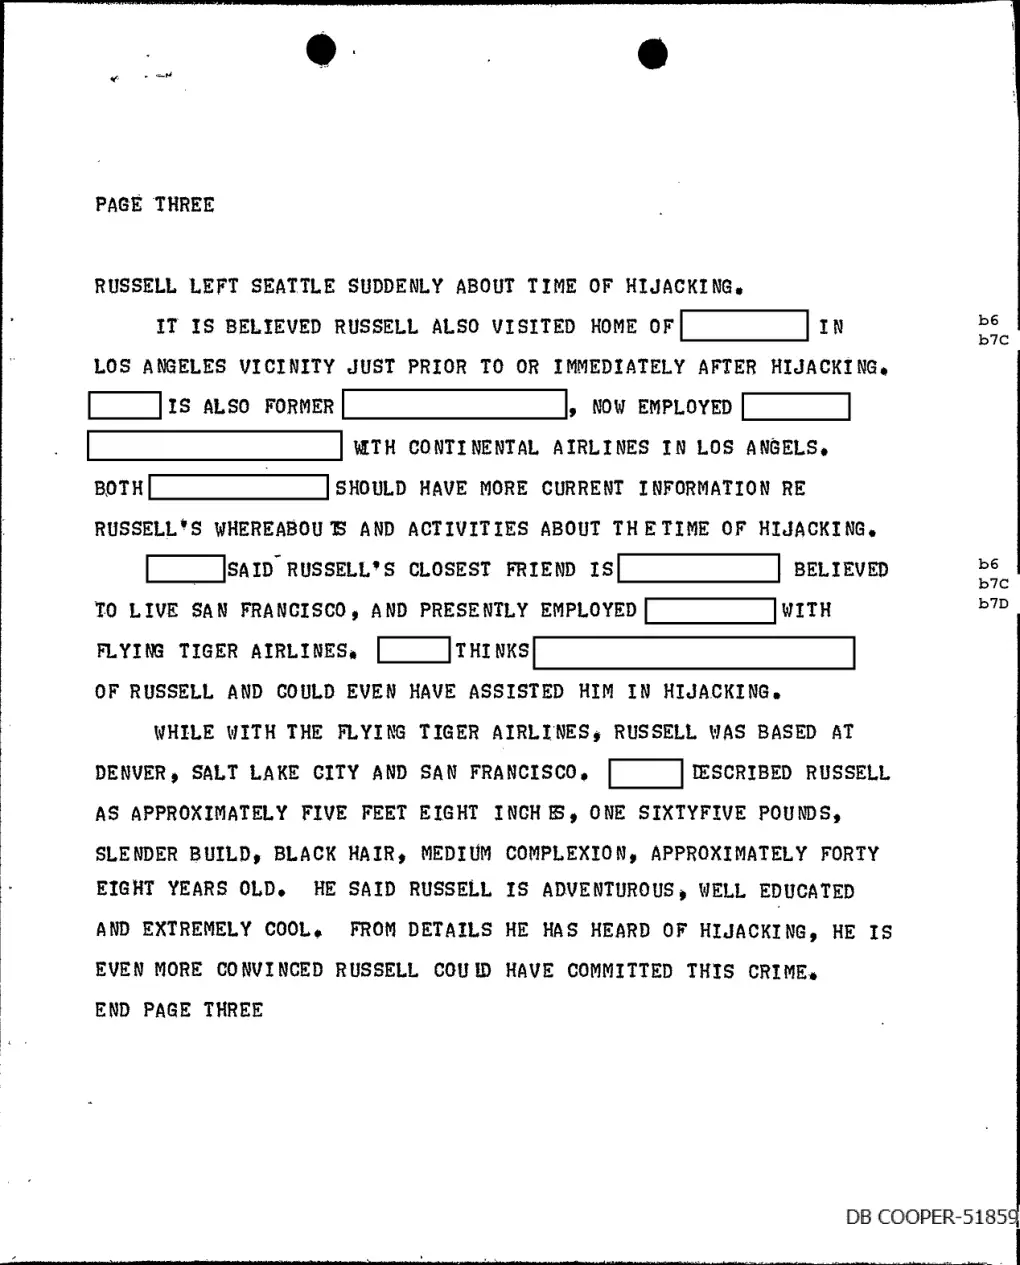 PAGE THREE
RUSSELL LEFT SEATTLE SUDDENLY ABOUT TIME OF HIJACKING.
IT IS BELIEVED RUSSELL ALSO VISITED HOME OF IN
b6
b7C
LOS ANGELES VICINITY JUST PRIOR TO OR IMMEDIATELY AFTER HIJACKING.
IS ALSO FORMER , NOW EMPLOYED
WITH CONTINENTAL AIRLINES IN LOS ANGELS.
BOTH SHOULD HAVE MORE CURRENT INFORMATION RE
RUSSELL'S WHEREABOUTS AND ACTIVITIES ABOUT THETIME OF HIJACKING.
SAID RUSSELL'S CLOSEST FRIEND IS BELIEVED
b6
b7C
b7D
TO LIVE SAN FRANCISCO, AND PRESENTLY EMPLOYED WITH
FLYING TIGER AIRLINES. THINKS
OF RUSSELL AND COULD EVEN HAVE ASSISTED HIM IN HIJACKING.
WHILE WITH THE FLYING TIGER AIRLINES, RUSSELL WAS BASED AT
DENVER, SALT LAKE CITY AND SAN FRANCISCO. DESCRIBED RUSSELL
AS APPROXIMATELY FIVE FEET EIGHT INCHES, ONE SIXTYFIVE POUNDS,
SLENDER BUILD, BLACK HAIR, MEDIUM COMPLEXION, APPROXIMATELY FORTY
EIGHT YEARS OLD. HE SAID RUSSELL IS ADVENTUROUS, WELL EDUCATED
AND EXTREMELY COOL. FROM DETAILS HE HAS HEARD OF HIJACKING, HE IS
EVEN MORE CONVINCED RUSSELL COULD HAVE COMMITTED THIS CRIME.
END PAGE THREE
DB COOPER-51859